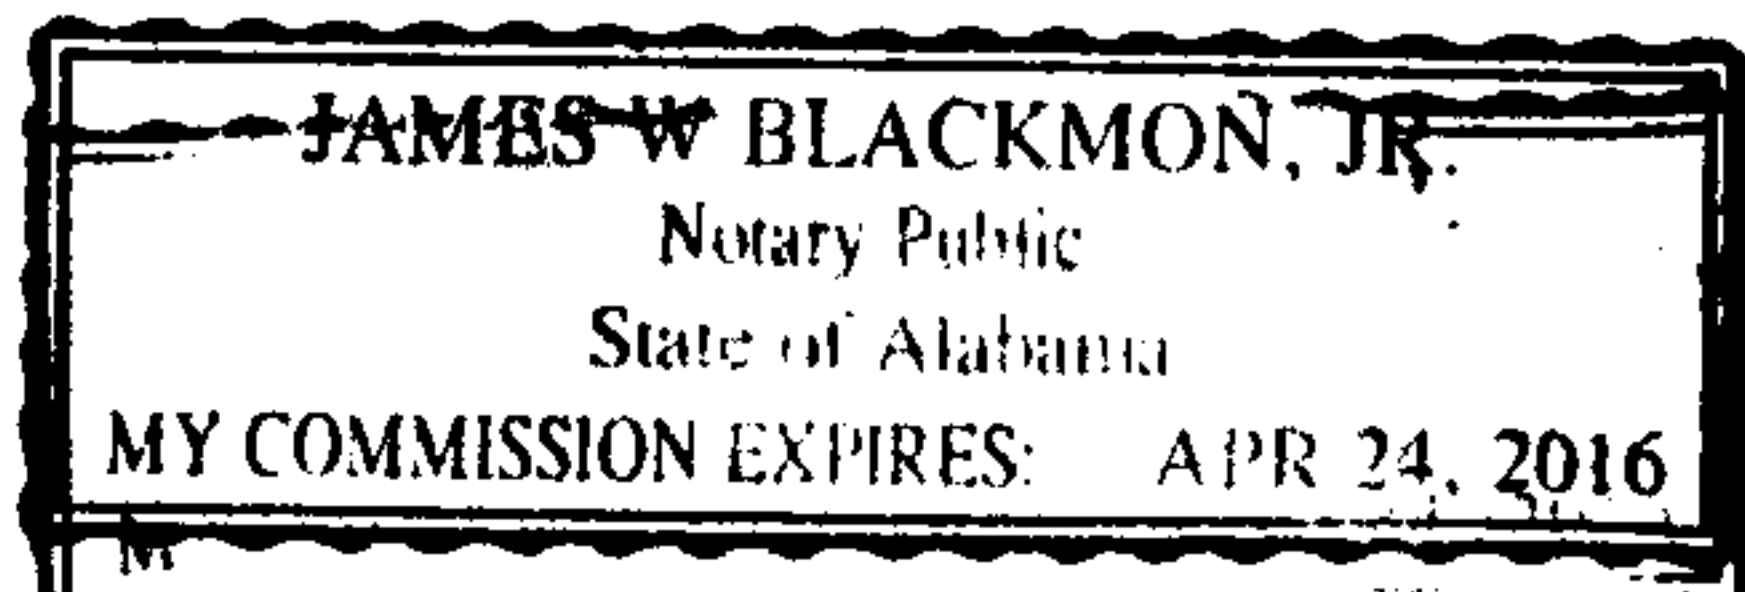 JAMES W BLACKMON, JR.
Notary Public
State of Alabama
MY COMMISSION EXPIRES: APR 24, 2016